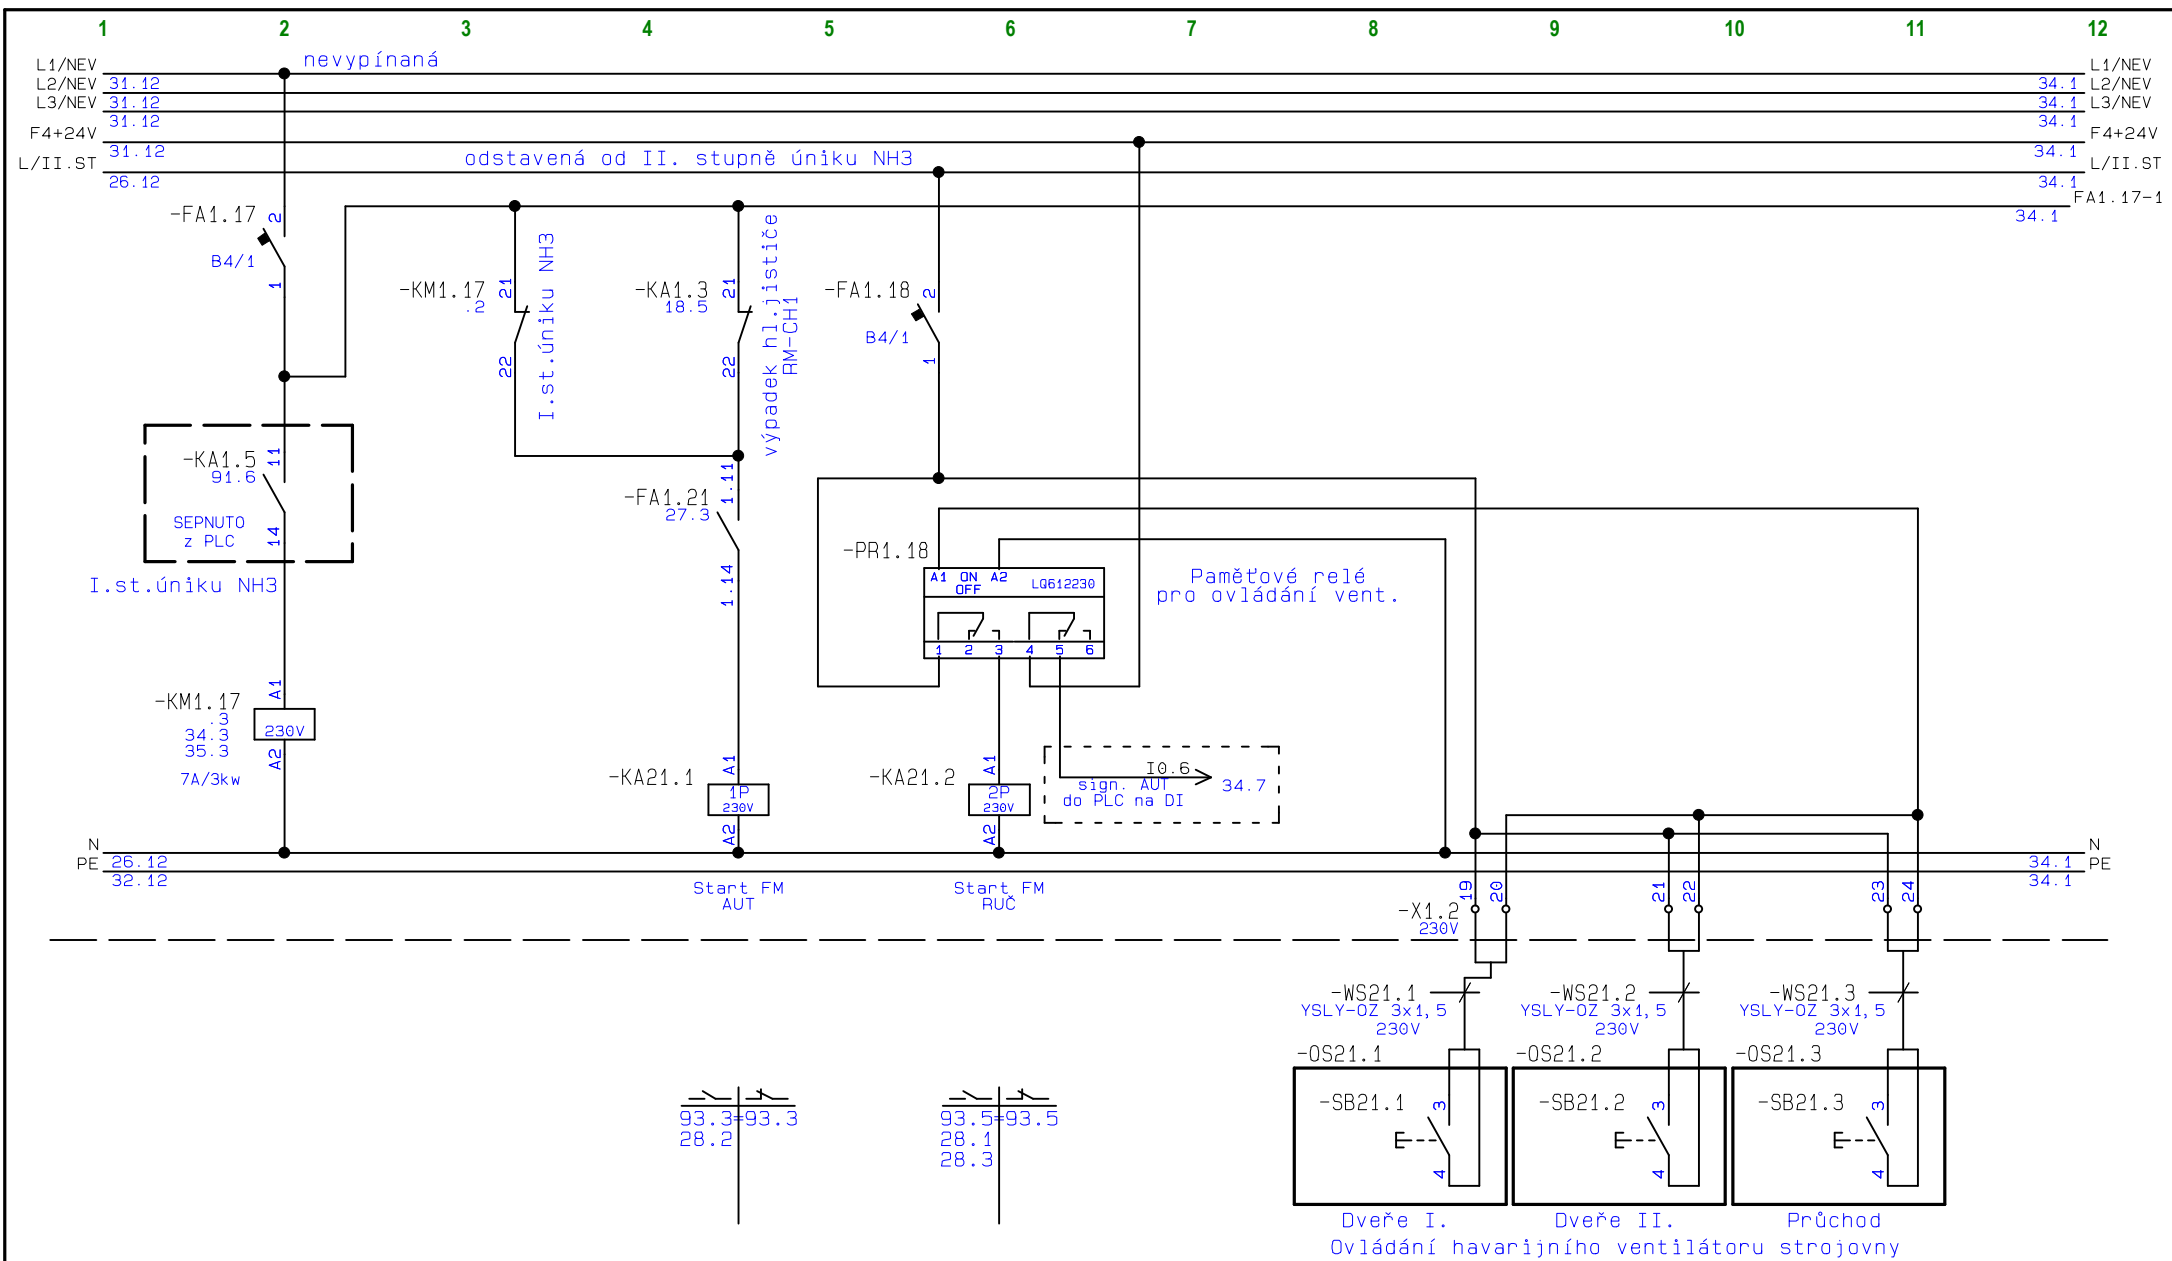 1 2 3 4 5 6 7 8 9 10 11 12
nevypínaná
L1/NEV
31.12
L2/NEV
31.12
L3/NEV
31.12
F4+24V
31.12
L/II.ST
26.12
odstavená od II. stupně úniku NH3
L1/NEV
34.1
L2/NEV
34.1
L3/NEV
34.1
F4+24V
34.1
L/II.ST
34.1
FA1.17-1
34.1
-FA1.17
2
B4/1
1
-KM1.17
.2
21
22
I.st.úniku NH3
-KA1.3
18.5
21
22
výpadek hl.jističe
RM-CH1
-FA1.18
2
B4/1
1
-KA1.5
91.6
11
SEPNUTO
z PLC
14
I.st.úniku NH3
-FA1.21
27.3
1.11
1.14
-PR1.18
A1 ON A2
OFF
LQ612230
1 2 3 4 5 6
Paměťové relé
pro ovládání vent.
-KM1.17
.3
34.3
35.3
7A/3kw
A1
230V
A2
-KA21.1
A1
1P
230V
A2
-KA21.2
A1
2P
230V
A2
I0.6
sign. AUT
do PLC na DI
34.7
N
26.12
PE
32.12
N
34.1
PE
34.1
Start FM
AUT
Start FM
RUČ
-X1.2
230V
19 20 21 22 23 24
-WS21.1
YSLY-OZ 3x1,5
230V
-WS21.2
YSLY-OZ 3x1,5
230V
-WS21.3
YSLY-OZ 3x1,5
230V
-OS21.1
-SB21.1
3
4
-OS21.2
-SB21.2
3
4
-OS21.3
-SB21.3
3
4
93.3=93.3
28.2
93.5=93.5
28.1
28.3
Dveře I.
Dveře II.
Průchod
Ovládání havarijního ventilátoru strojovny